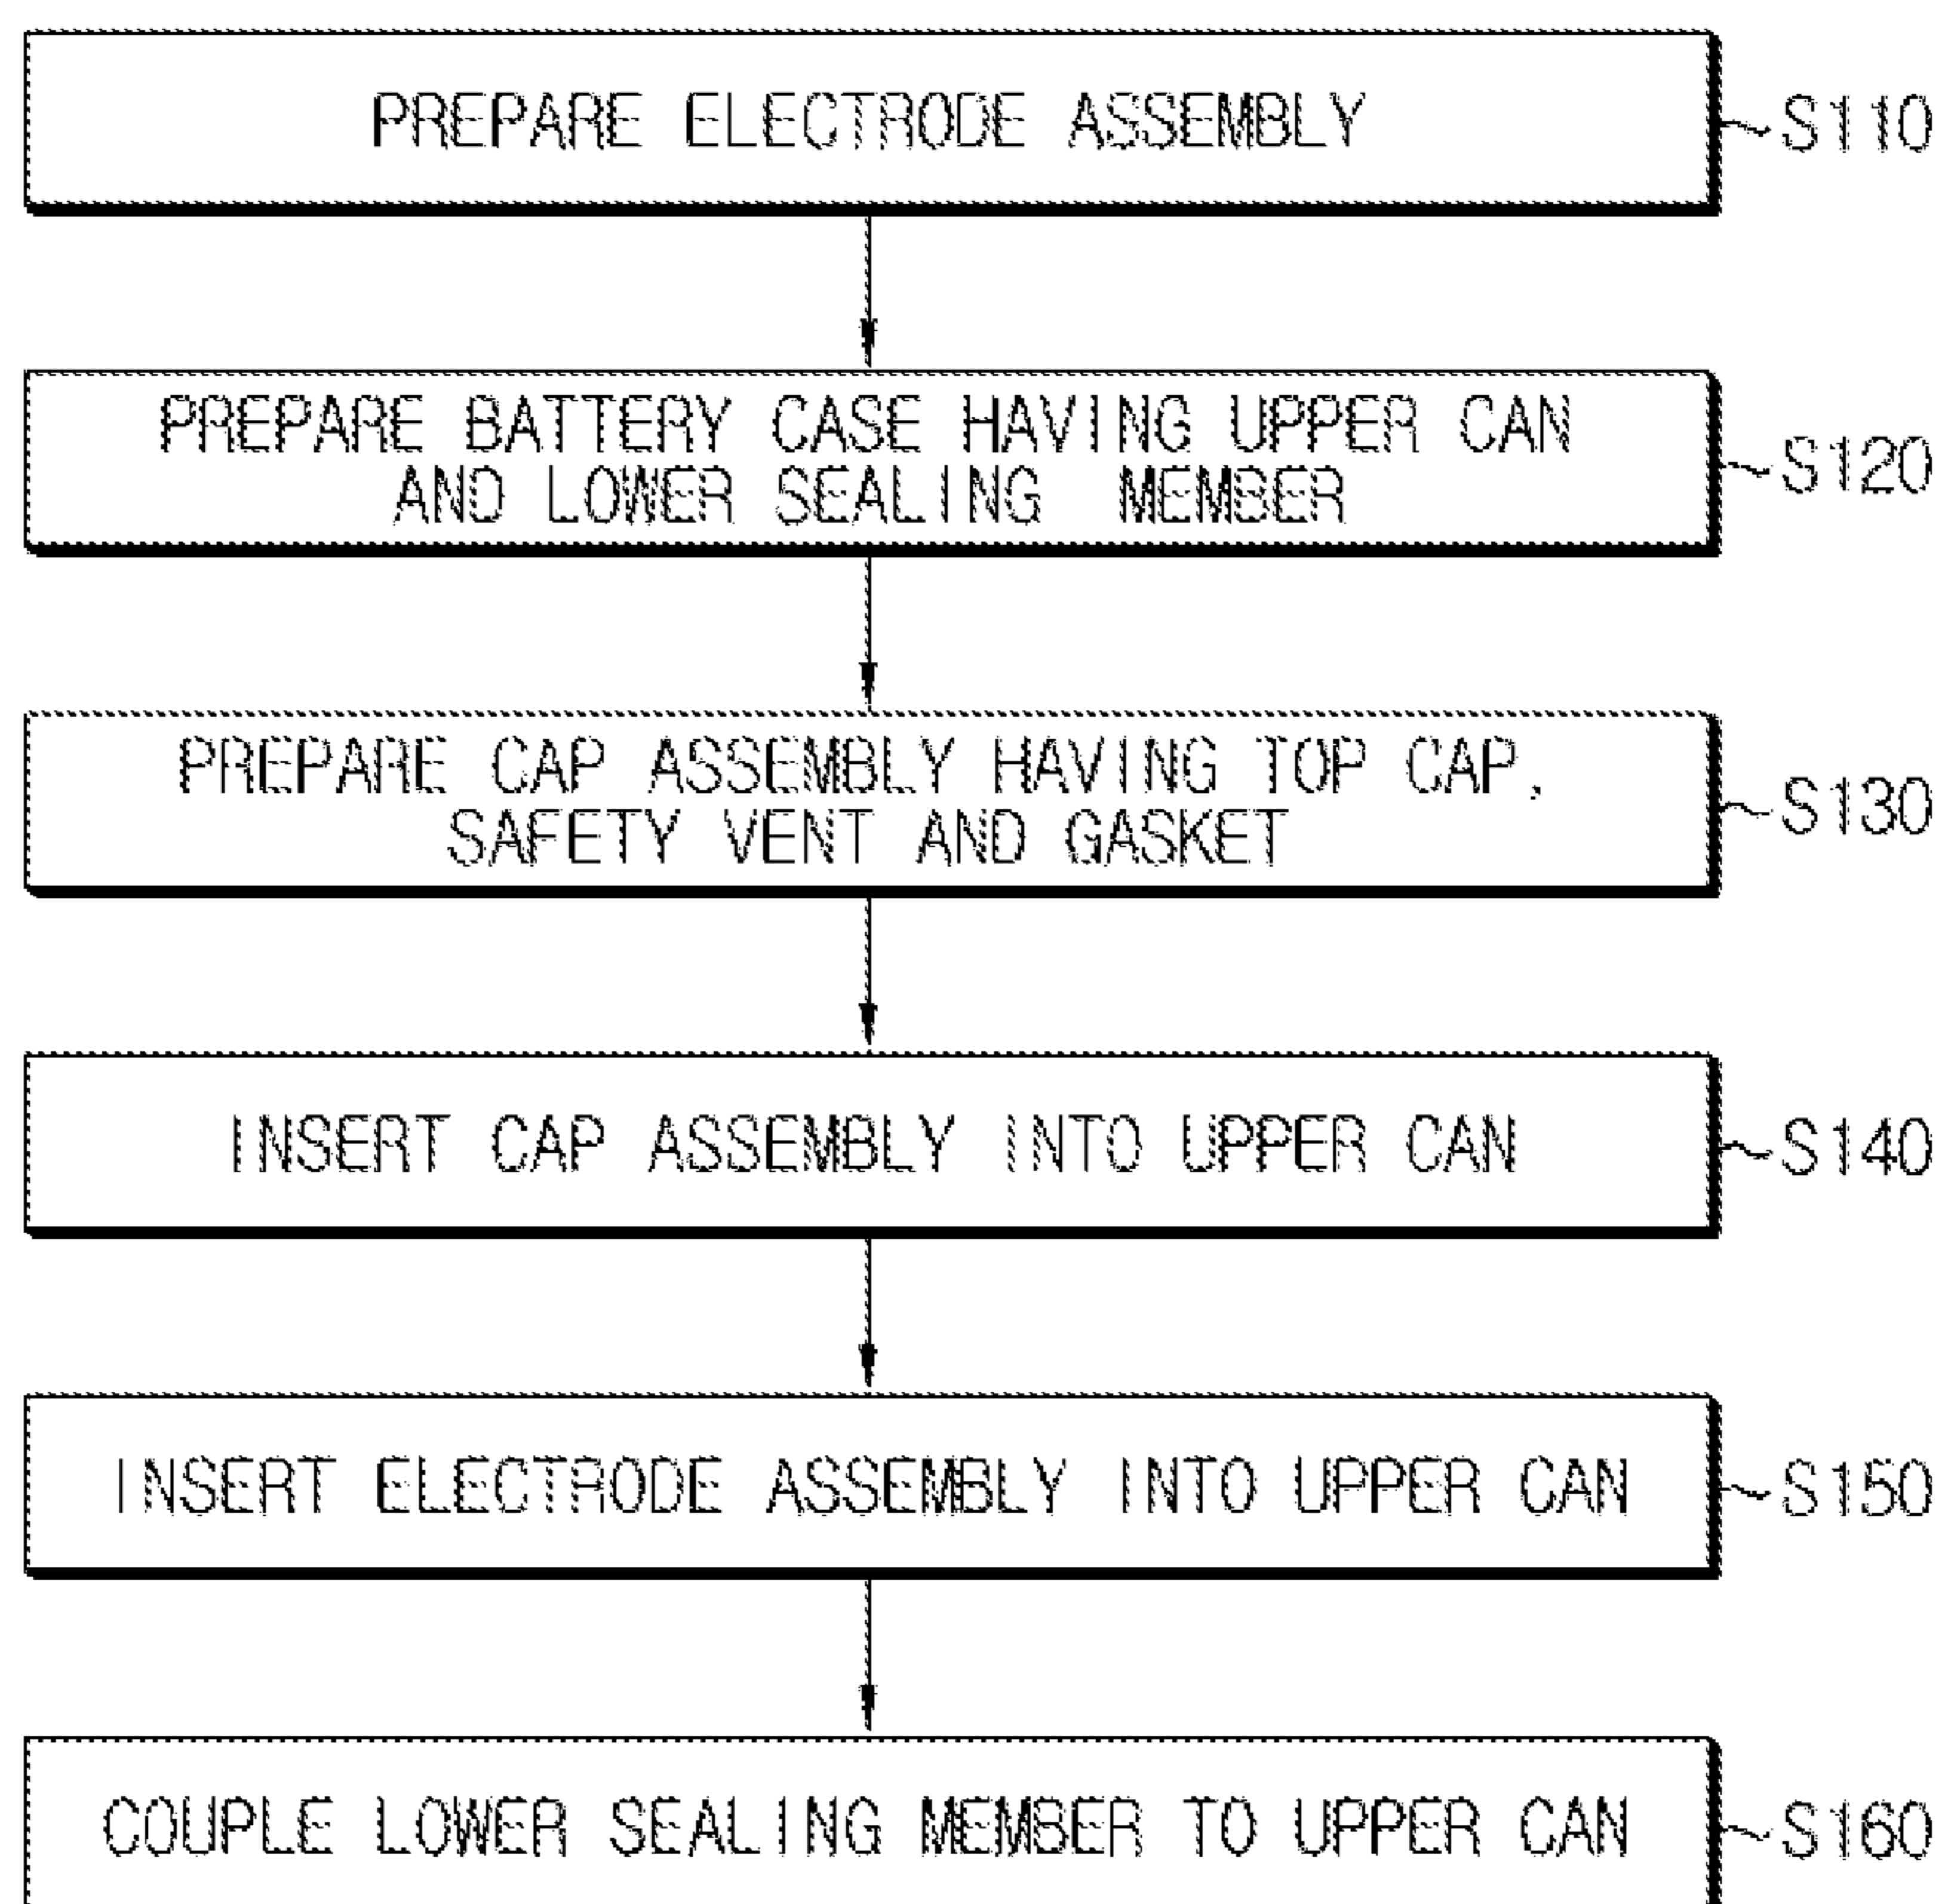 PREPARE ELECTRODE ASSEMBLY
S110
PREPARE BATTERY CASE HAVING UPPER CAN
AND LOWER SEALING MEMBER
S120
PREPARE CAP ASSEMBLY HAVING TOP CAP,
SAFETY VENT AND GASKET
S130
INSERT CAP ASSEMBLY INTO UPPER CAN
S140
INSERT ELECTRODE ASSEMBLY INTO UPPER CAN
S150
COUPLE LOWER SEALING MEMBER TO UPPER CAN
S160